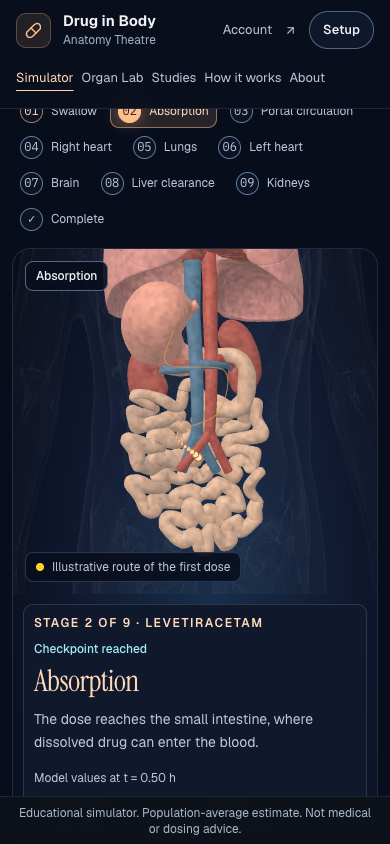 Drug in Body
Anatomy Theatre
Account ↗
Setup
Simulator Organ Lab Studies How it works About
01 Swallow 02 Absorption 03 Portal circulation
04 Right heart 05 Lungs 06 Left heart
07 Brain 08 Liver clearance 09 Kidneys
✓ Complete
Absorption
Illustrative route of the first dose
STAGE 2 OF 9 · LEVETIRACETAM
Checkpoint reached
Absorption
The dose reaches the small intestine, where
dissolved drug can enter the blood.
Model values at t = 0.50 h
Educational simulator. Population-average estimate. Not medical
or dosing advice.